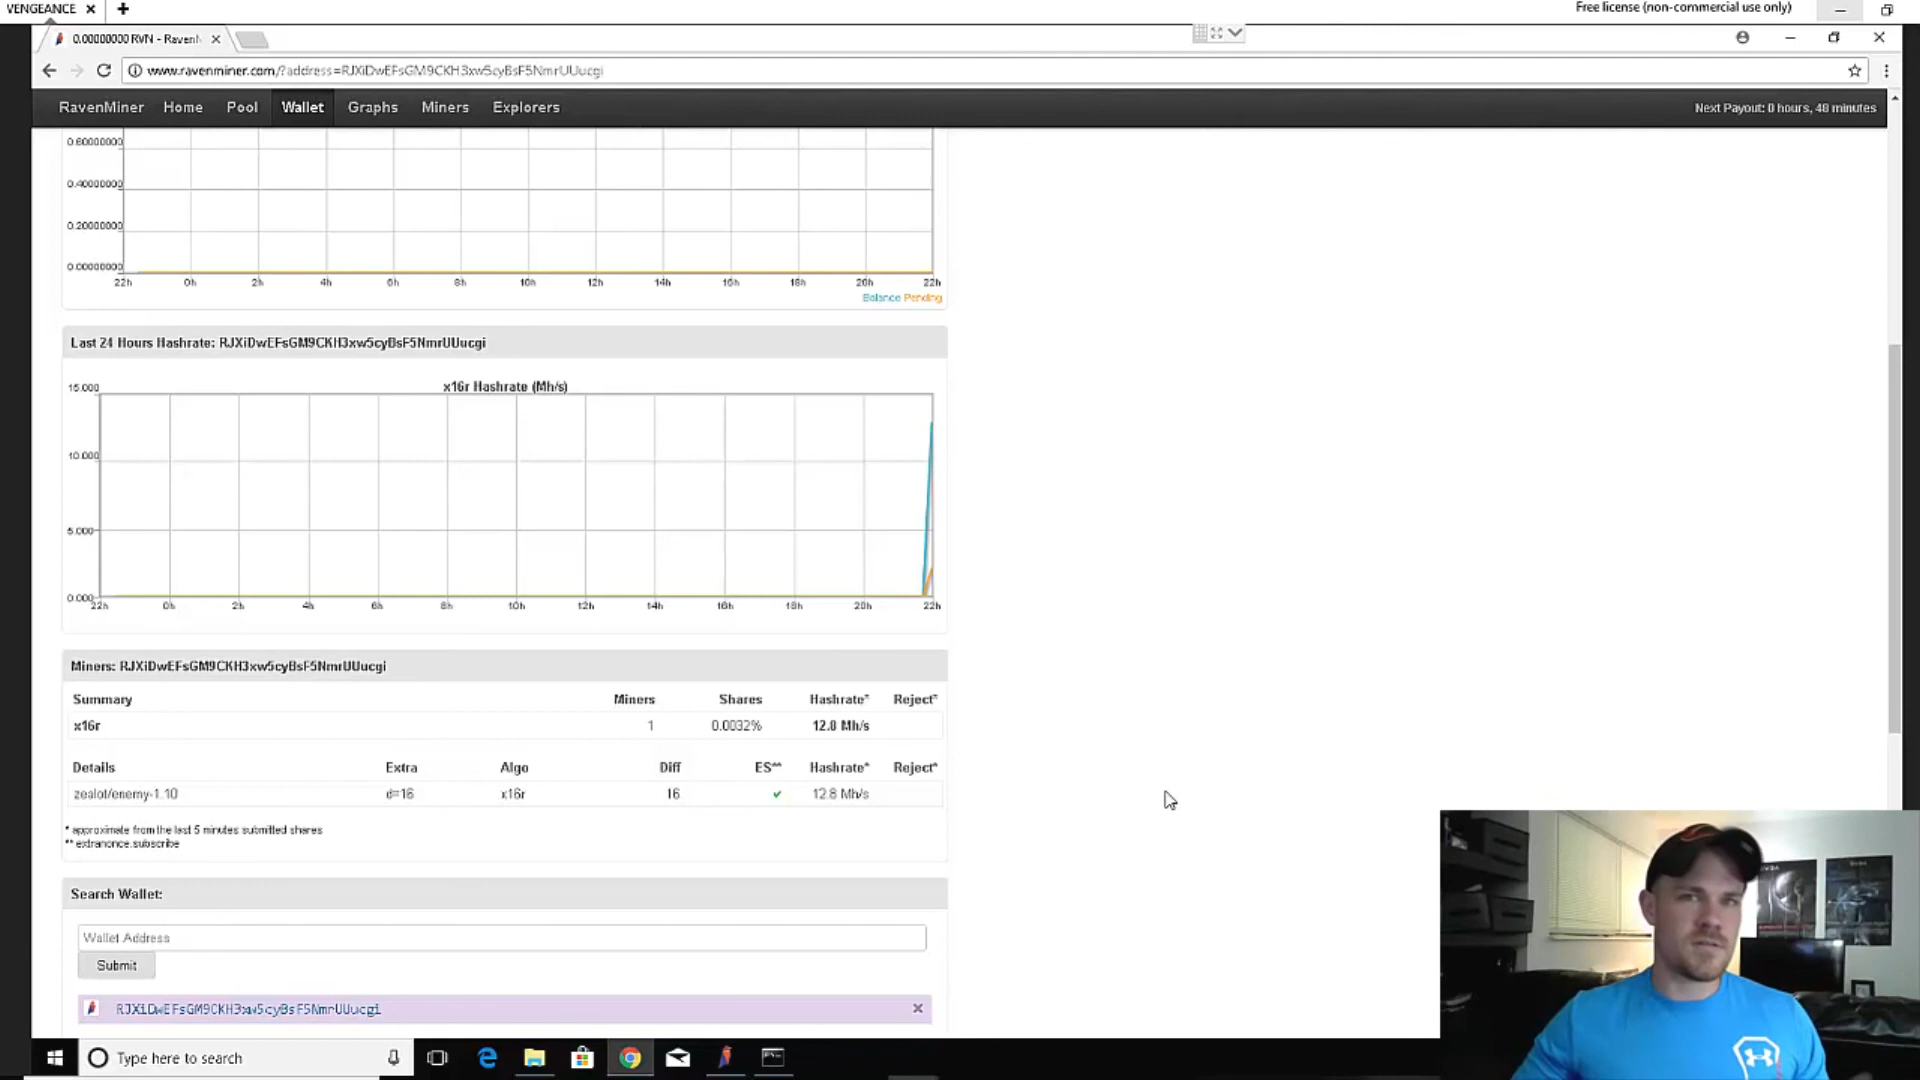 VENGEANCE
Free license (non-commercial use only)
0.00000000 RVN - RavenM
www.ravenminer.com/?address=RJXiDwEFsGM9CKH3xw5cyBsF5NmrUUucgi
RavenMiner Home Pool Wallet Graphs Miners Explorers Next Payout: 0 hours, 48 minutes
0.60000000
0.40000000
0.20000000
0.00000000
22h 0h 2h 4h 6h 8h 10h 12h 14h 16h 18h 20h 22h
Balance Pending
Last 24 Hours Hashrate: RJXiDwEFsGM9CKH3xw5cyBsF5NmrUUucgi
x16r Hashrate (Mh/s)
15.000
10.000
5.000
0.000
22h 0h 2h 4h 6h 8h 10h 12h 14h 16h 18h 20h 22h
Miners: RJXiDwEFsGM9CKH3xw5cyBsF5NmrUUucgi
Summary Miners Shares Hashrate* Reject*
x16r 1 0.0032% 12.8 Mh/s
Details Extra Algo Diff ES** Hashrate* Reject*
zealot/enemy-1.10 d=16 x16r 16 ✔ 12.8 Mh/s
* approximate from the last 5 minutes submitted shares
** extranonce.subscribe
Search Wallet:
Wallet Address
Submit
RJXiDwEFsGM9CKH3xw5cyBsF5NmrUUucgi
Type here to search